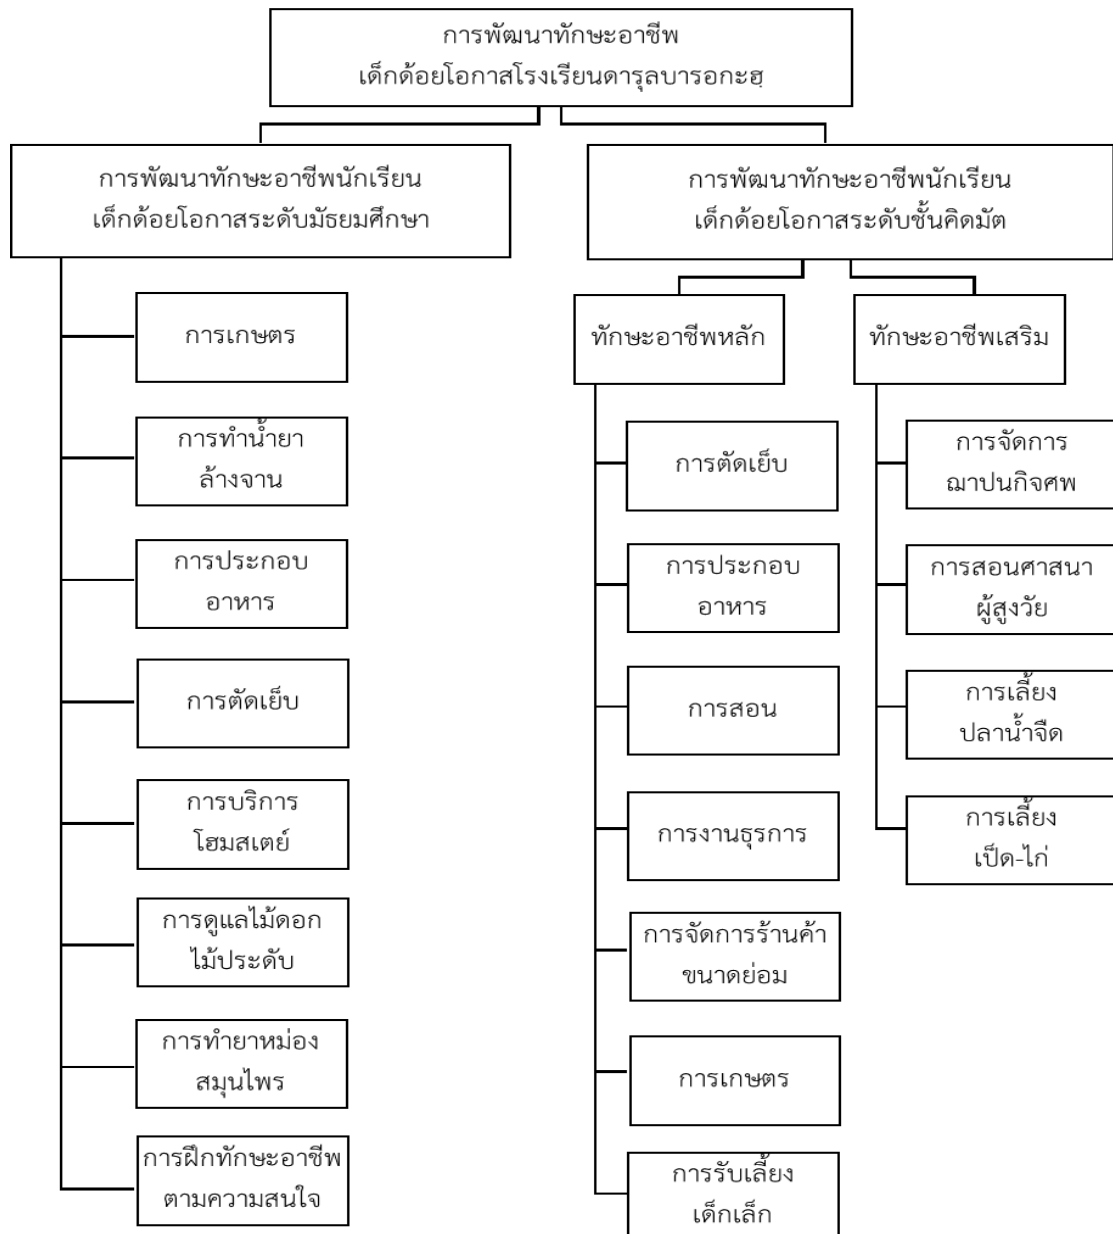 การพัฒนาทักษะอาชีพ
เด็กด้อยโอกาสโรงเรียนดารุลบารอกะฮฺ
การพัฒนาทักษะอาชีพนักเรียน
เด็กด้อยโอกาสระดับมัธยมศึกษา
การเกษตร
การทำน้ำยา
ล้างจาน
การประกอบ
อาหาร
การตัดเย็บ
การบริการ
โฮมสเตย์
การดูแลไม้ดอก
ไม้ประดับ
การทำยาหม่อง
สมุนไพร
การฝึกทักษะอาชีพ
ตามความสนใจ
การพัฒนาทักษะอาชีพนักเรียน
เด็กด้อยโอกาสระดับชั้นคิดมัต
ทักษะอาชีพหลัก
การตัดเย็บ
การประกอบ
อาหาร
การสอน
การงานธุรการ
การจัดการร้านค้า
ขนาดย่อม
การเกษตร
การรับเลี้ยง
เด็กเล็ก
ทักษะอาชีพเสริม
การจัดการ
ฌาปนกิจศพ
การสอนศาสนา
ผู้สูงวัย
การเลี้ยง
ปลาน้ำจืด
การเลี้ยง
เป็ด-ไก่